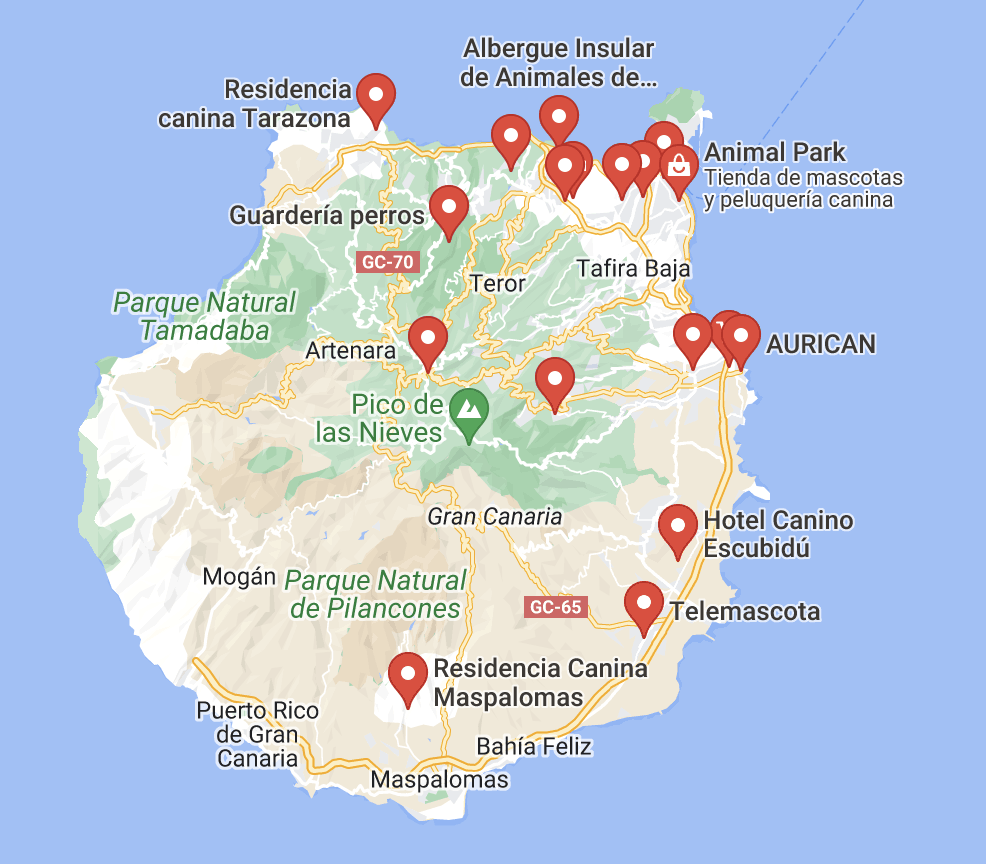 Albergue Insular
de Animales de...
Residencia
canina Tarazona
Animal Park
Tienda de mascotas
y peluquería canina
Guardería perros
GC-70
Teror
Tafira Baja
Parque Natural
Tamadaba
Artenara
AURICAN
Pico de
las Nieves
Gran Canaria
Hotel Canino
Escubidú
Mogán
Parque Natural
de Pilancones
GC-65
Telemascota
Residencia Canina
Maspalomas
Puerto Rico
de Gran
Canaria
Bahía Feliz
Maspalomas